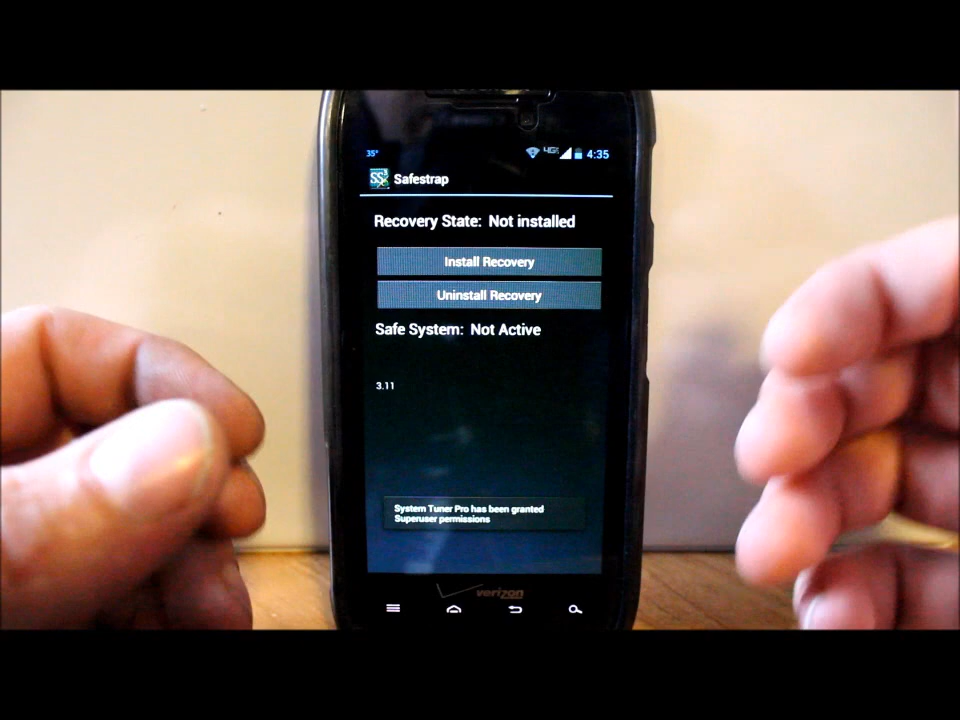 35°
4G
4:35
SS3
Safestrap
Recovery State: Not installed
Install Recovery
Uninstall Recovery
Safe System: Not Active
3.11
System Tuner Pro has been granted
Superuser permissions
verizon